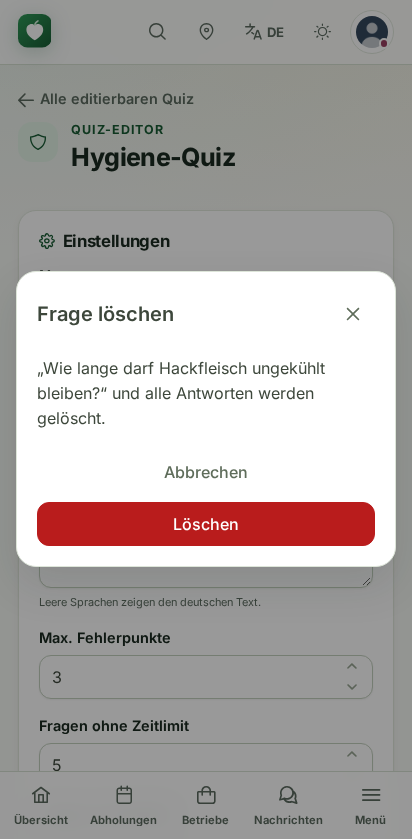 DE
Alle editierbaren Quiz
QUIZ-EDITOR
Hygiene-Quiz
Einstellungen
Frage löschen
„Wie lange darf Hackfleisch ungekühlt
bleiben?“ und alle Antworten werden
gelöscht.
Abbrechen
Löschen
Leere Sprachen zeigen den deutschen Text.
Max. Fehlerpunkte
3
Fragen ohne Zeitlimit
5
Übersicht
Abholungen
Betriebe
Nachrichten
Menü